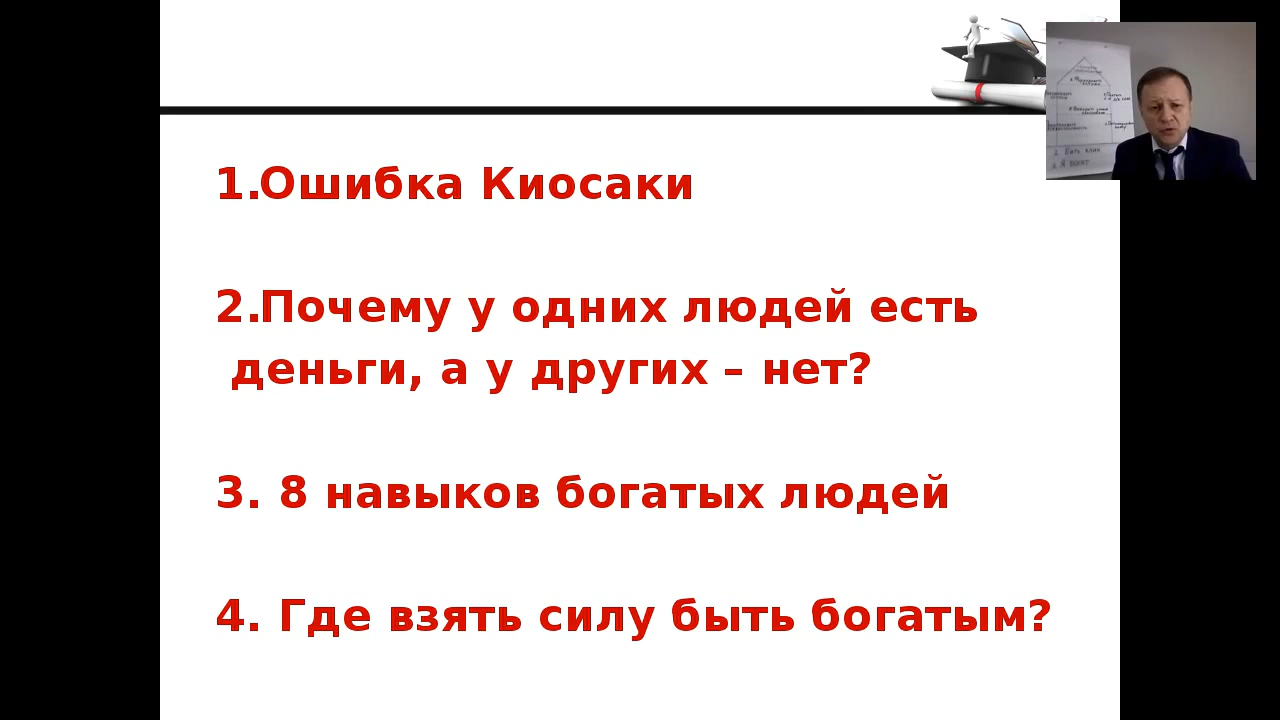 1.Ошибка Киосаки
2.Почему у одних людей есть
деньги, а у других – нет?
3. 8 навыков богатых людей
4. Где взять силу быть богатым?